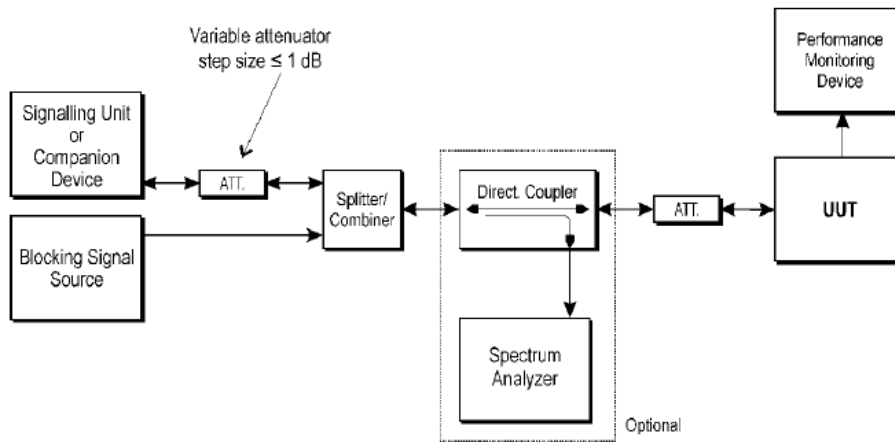 Variable attenuator
step size ≤ 1 dB
Performance
Monitoring
Device
Signalling Unit
or
Companion
Device
ATT.
Splitter/
Combiner
Direct. Coupler
ATT.
UUT
Blocking Signal
Source
Spectrum
Analyzer
Optional